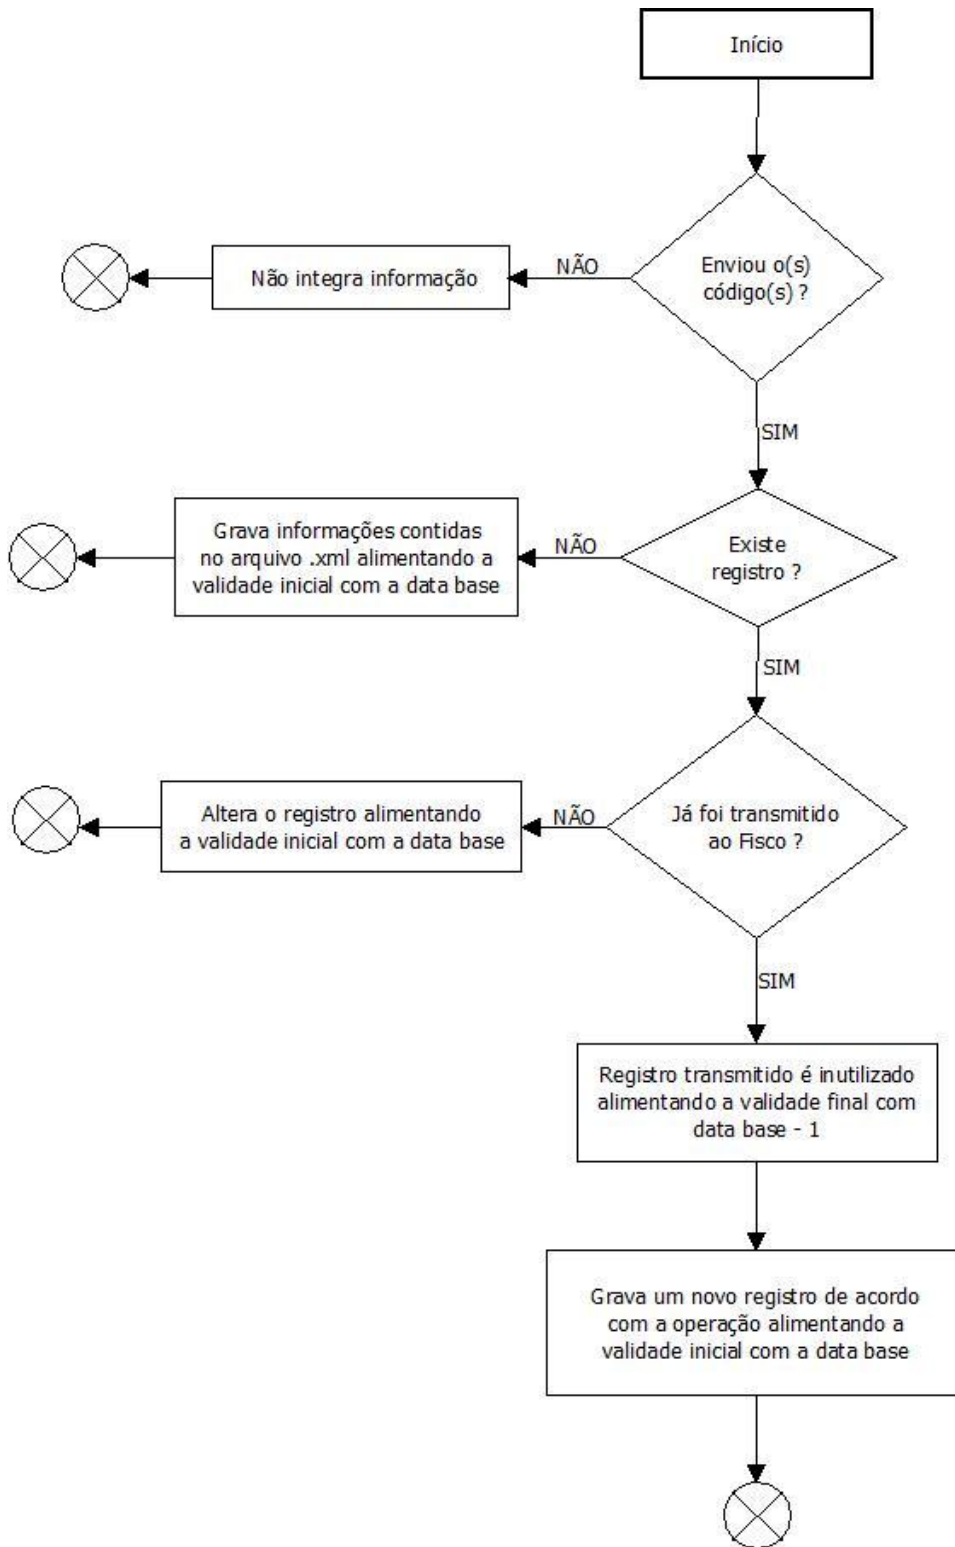 Início
Enviou o(s)
código(s) ?
NÃO
Não integra informação
SIM
Existe
registro ?
NÃO
Grava informações contidas
no arquivo .xml alimentando a
validade inicial com a data base
SIM
Já foi transmitido
ao Fisco ?
NÃO
Altera o registro alimentando
a validade inicial com a data base
SIM
Registro transmitido é inutilizado
alimentando a validade final com
data base - 1
Grava um novo registro de acordo
com a operação alimentando a
validade inicial com a data base